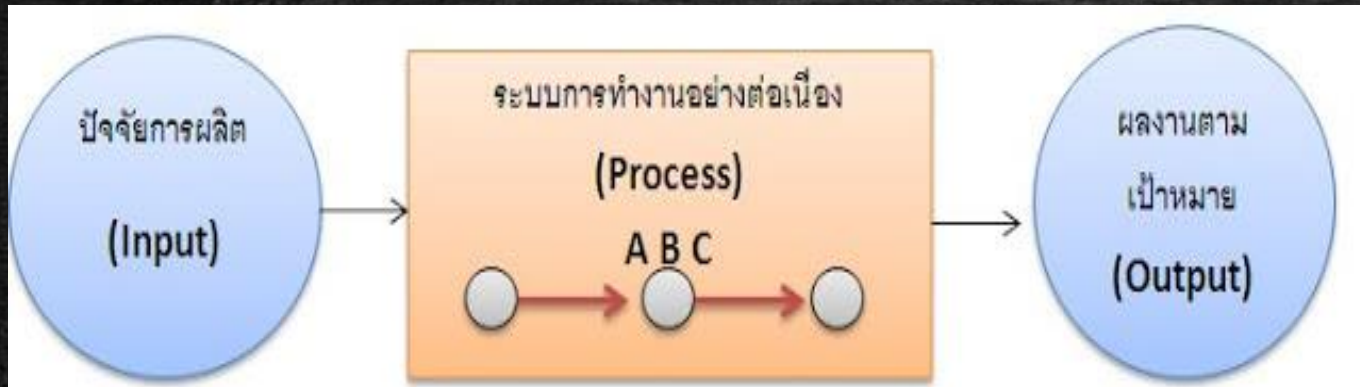 ปัจจัยการผลิต
(Input)
ระบบการทำงานอย่างต่อเนื่อง
(Process)
A B C
ผลงานตาม
เป้าหมาย
(Output)